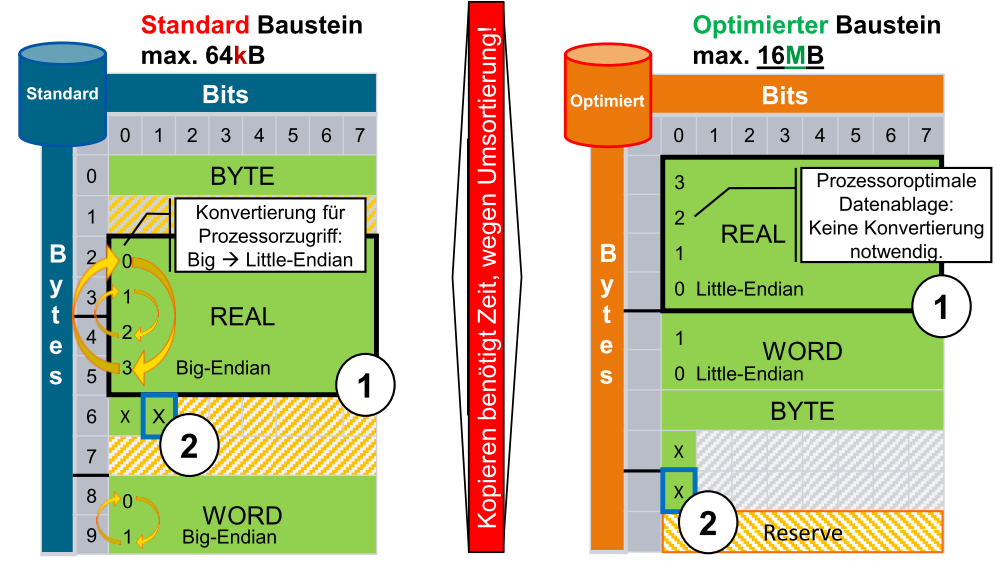 Standard Baustein
max. 64kB
Standard
Bits
0 1 2 3 4 5 6 7
Bytes
0 BYTE
1
Konvertierung für
Prozessorzugriff:
Big → Little-Endian
2 0
3 1
REAL
4 2
5 3 Big-Endian
1
6 X X
2
7
8 0
WORD
9 1 Big-Endian
Kopieren benötigt Zeit, wegen Umsortierung!
Optimierter Baustein
max. 16MB
Optimiert
Bits
0 1 2 3 4 5 6 7
Bytes
3
Prozessoroptimale
Datenablage:
Keine Konvertierung
notwendig.
2
REAL
1
0 Little-Endian
1
1
WORD
0 Little-Endian
BYTE
X
X
2
Reserve